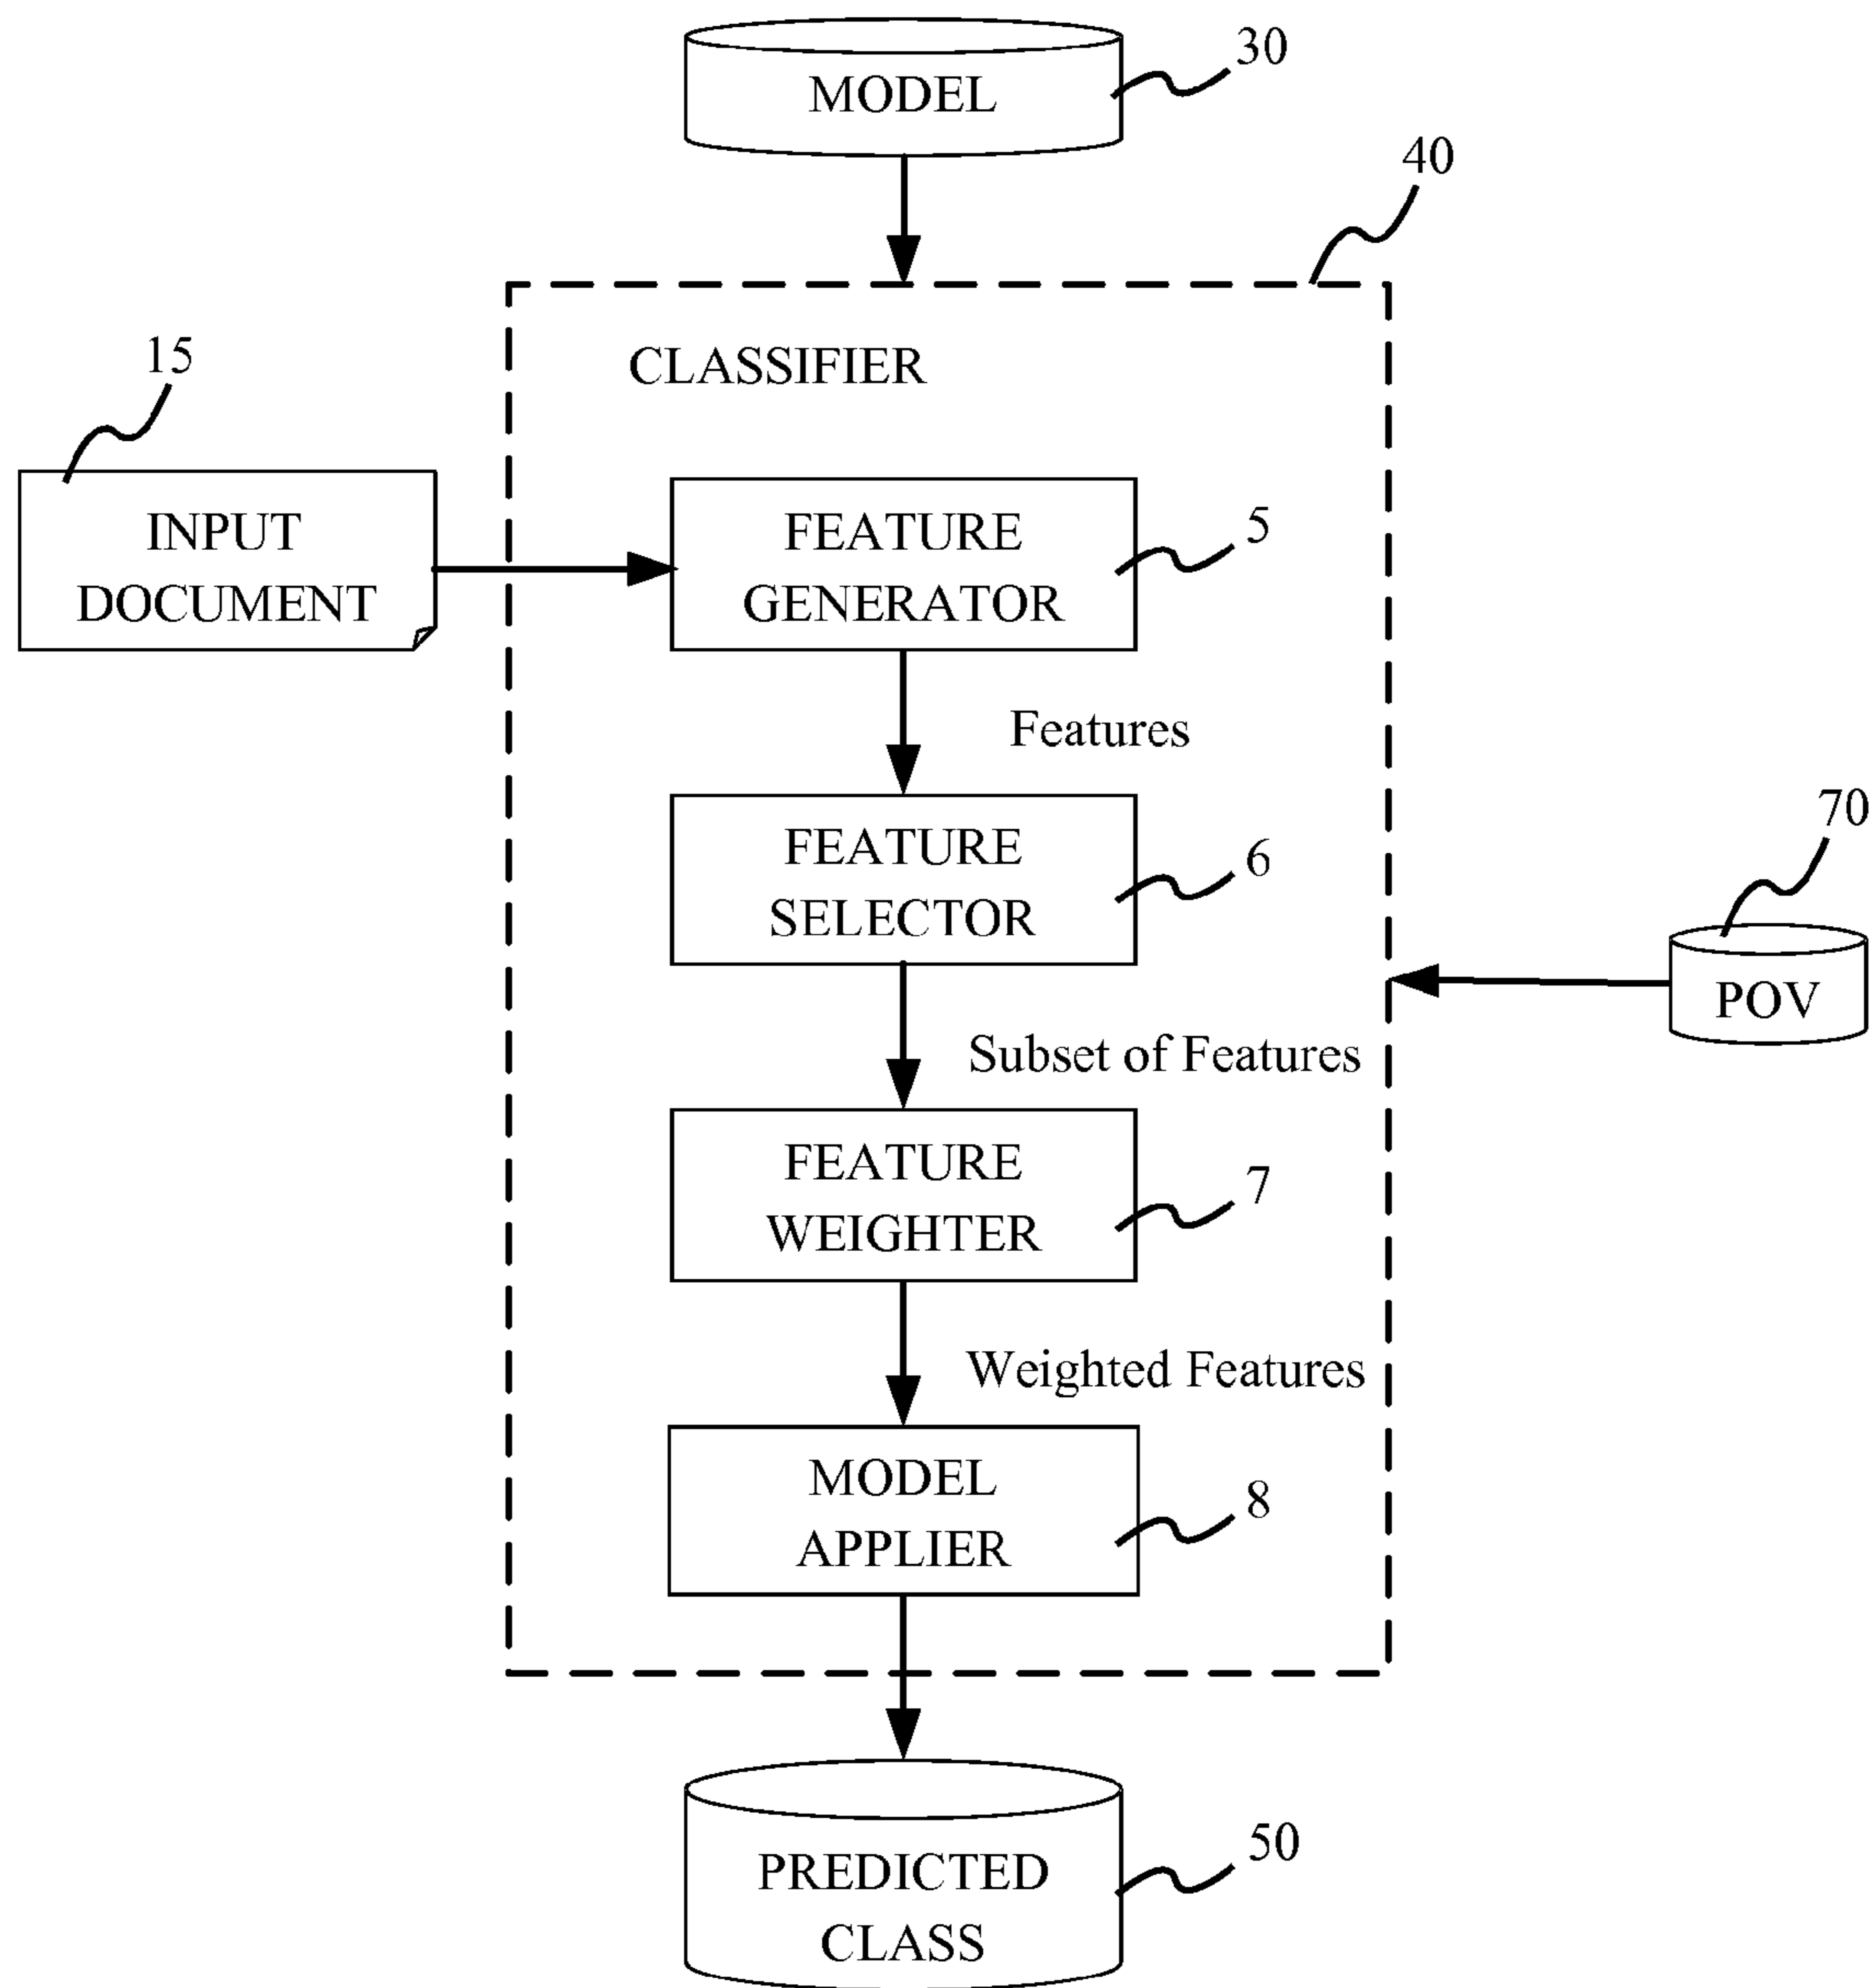 30
MODEL
40
15
CLASSIFIER
INPUT
DOCUMENT
FEATURE
GENERATOR
5
Features
70
FEATURE
SELECTOR
6
POV
Subset of Features
FEATURE
WEIGHTER
7
Weighted Features
MODEL
APPLIER
8
50
PREDICTED
CLASS